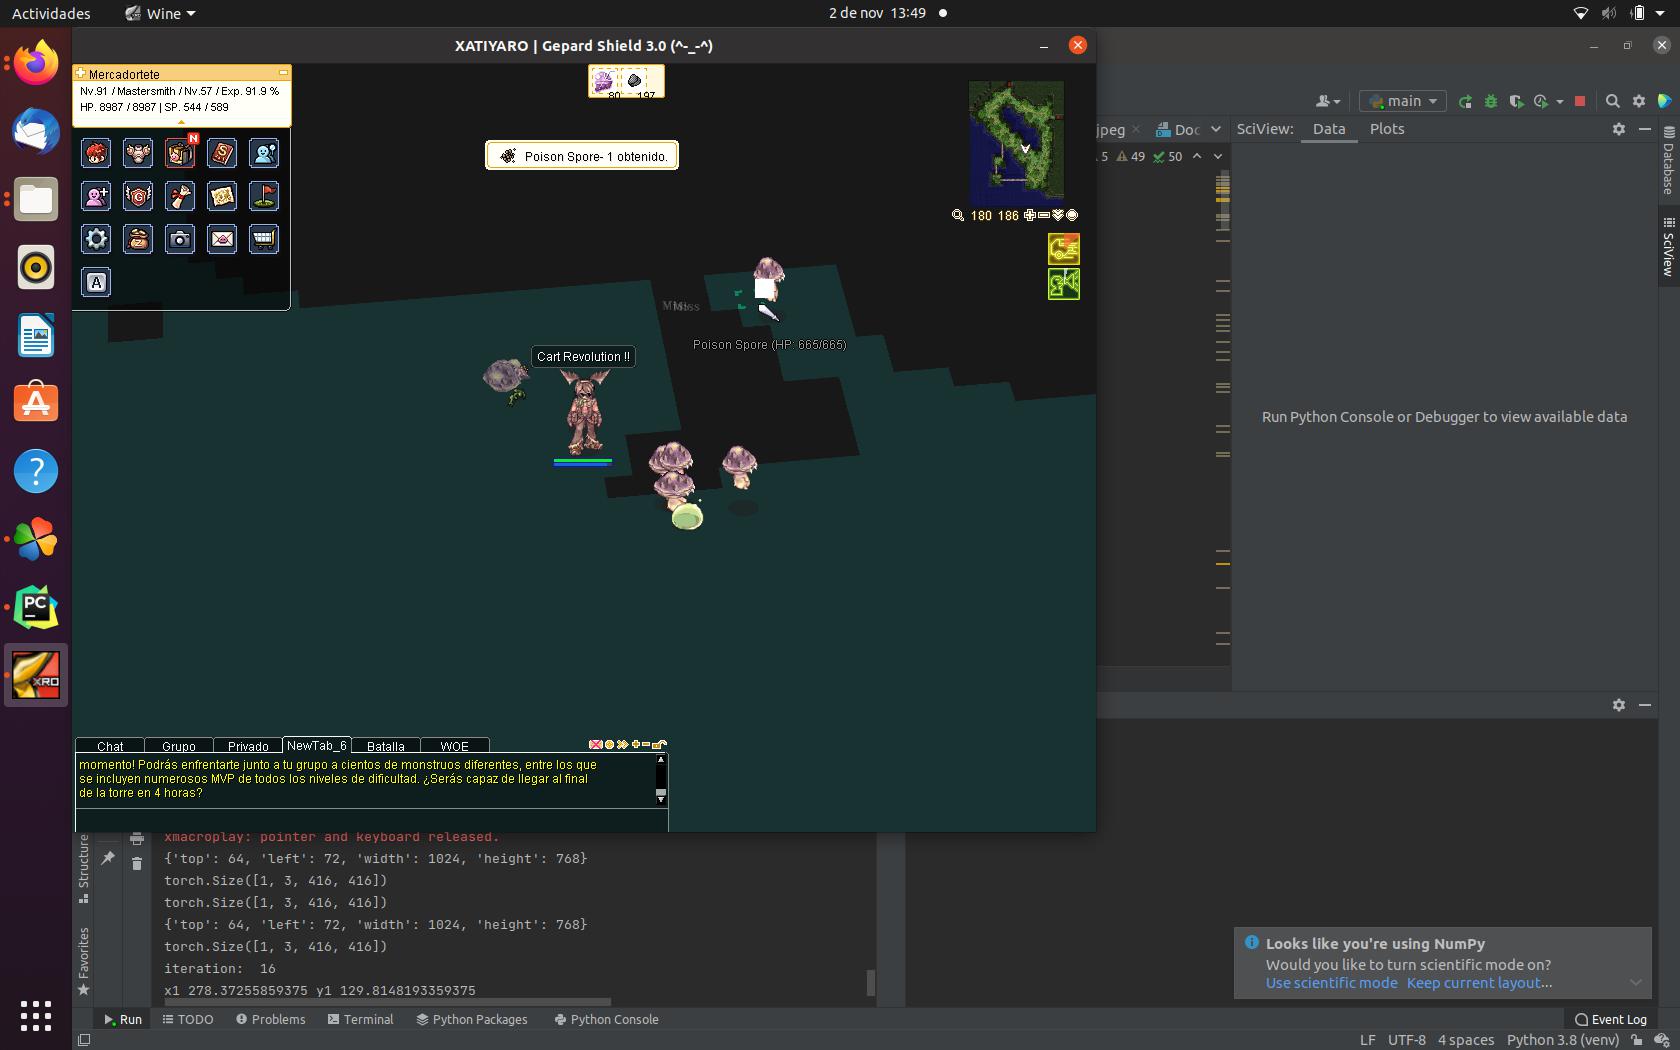 Actividades
Wine
2 de nov 13:49
XATIYARO | Gepard Shield 3.0 (^-_-^)
Mercadortete
Nv.91 / Mastersmith / Nv.57 / Exp. 91.9 %
HP. 8987 / 8987 | SP. 544 / 589
N
A
80
197
Poison Spore- 1 obtenido.
180 186
Miss
Poison Spore (HP: 665/665)
Cart Revolution !!
Chat
Grupo
Privado
NewTab_6
Batalla
WOE
momento! Podrás enfrentarte junto a tu grupo a cientos de monstruos diferentes, entre los que
se incluyen numerosos MVP de todos los niveles de dificultad. ¿Serás capaz de llegar al final
de la torre en 4 horas?
PC
XRO
main
jpeg
Doc
SciView:
Data
Plots
5
49
50
Database
SciView
Run Python Console or Debugger to view available data
Structure
Favorites
xmacroplay: pointer and keyboard released.
{'top': 64, 'left': 72, 'width': 1024, 'height': 768}
torch.Size([1, 3, 416, 416])
torch.Size([1, 3, 416, 416])
{'top': 64, 'left': 72, 'width': 1024, 'height': 768}
torch.Size([1, 3, 416, 416])
iteration:  16
x1 278.37255859375 y1 129.8148193359375
Looks like you're using NumPy
Would you like to turn scientific mode on?
Use scientific mode Keep current layout...
Run
TODO
Problems
Terminal
Python Packages
Python Console
Event Log
LF UTF-8 4 spaces Python 3.8 (venv)